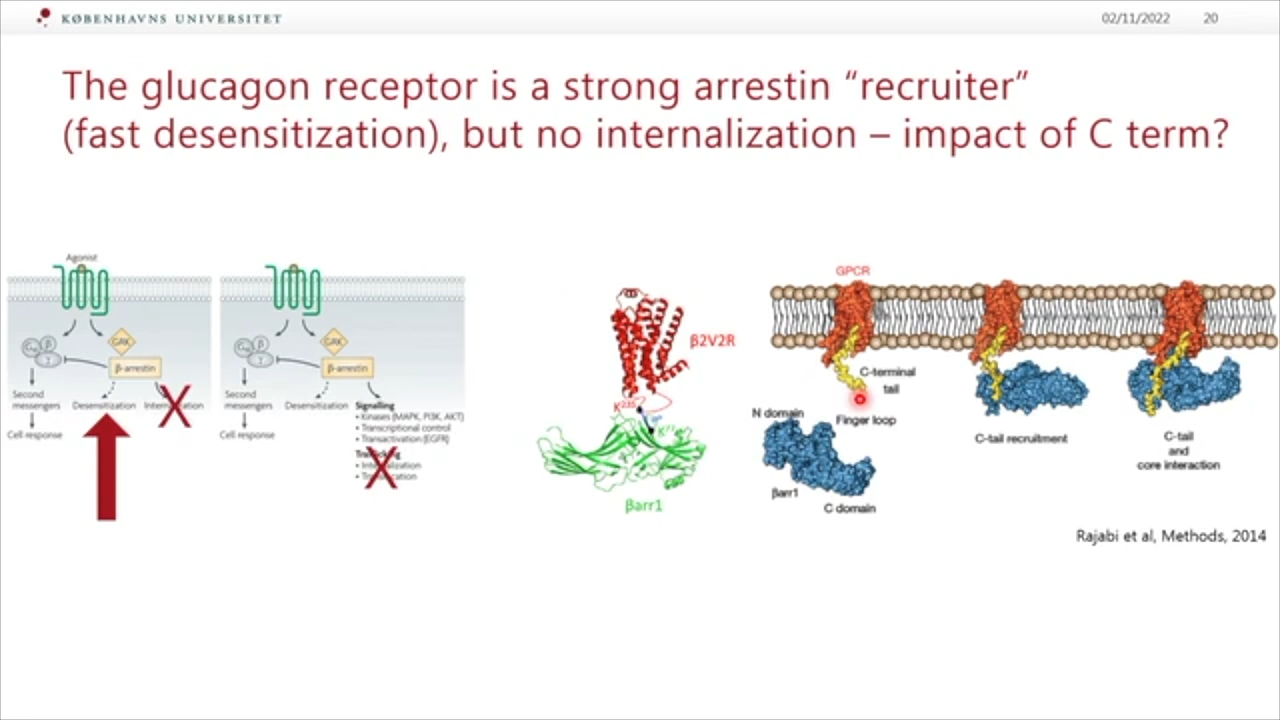 KØBENHAVNS UNIVERSITET
02/11/2022
20
The glucagon receptor is a strong arrestin “recruiter”
(fast desensitization), but no internalization – impact of C term?
Agonist
β
γ
GRK
β-arrestin
Second
messengers
Desensitization
Cell response
β
γ
GRK
β-arrestin
Second
messengers
Desensitization
Cell response
Signalling
• Kinases (MAPK, PI3K, AKT)
• Transcriptional control
• Transactivation (EGFR)
β2V2R
βarr1
GPCR
C-terminal
tail
Finger loop
N domain
βarr1
C domain
C-tail recruitment
C-tail
and
core interaction
Rajabi et al, Methods, 2014